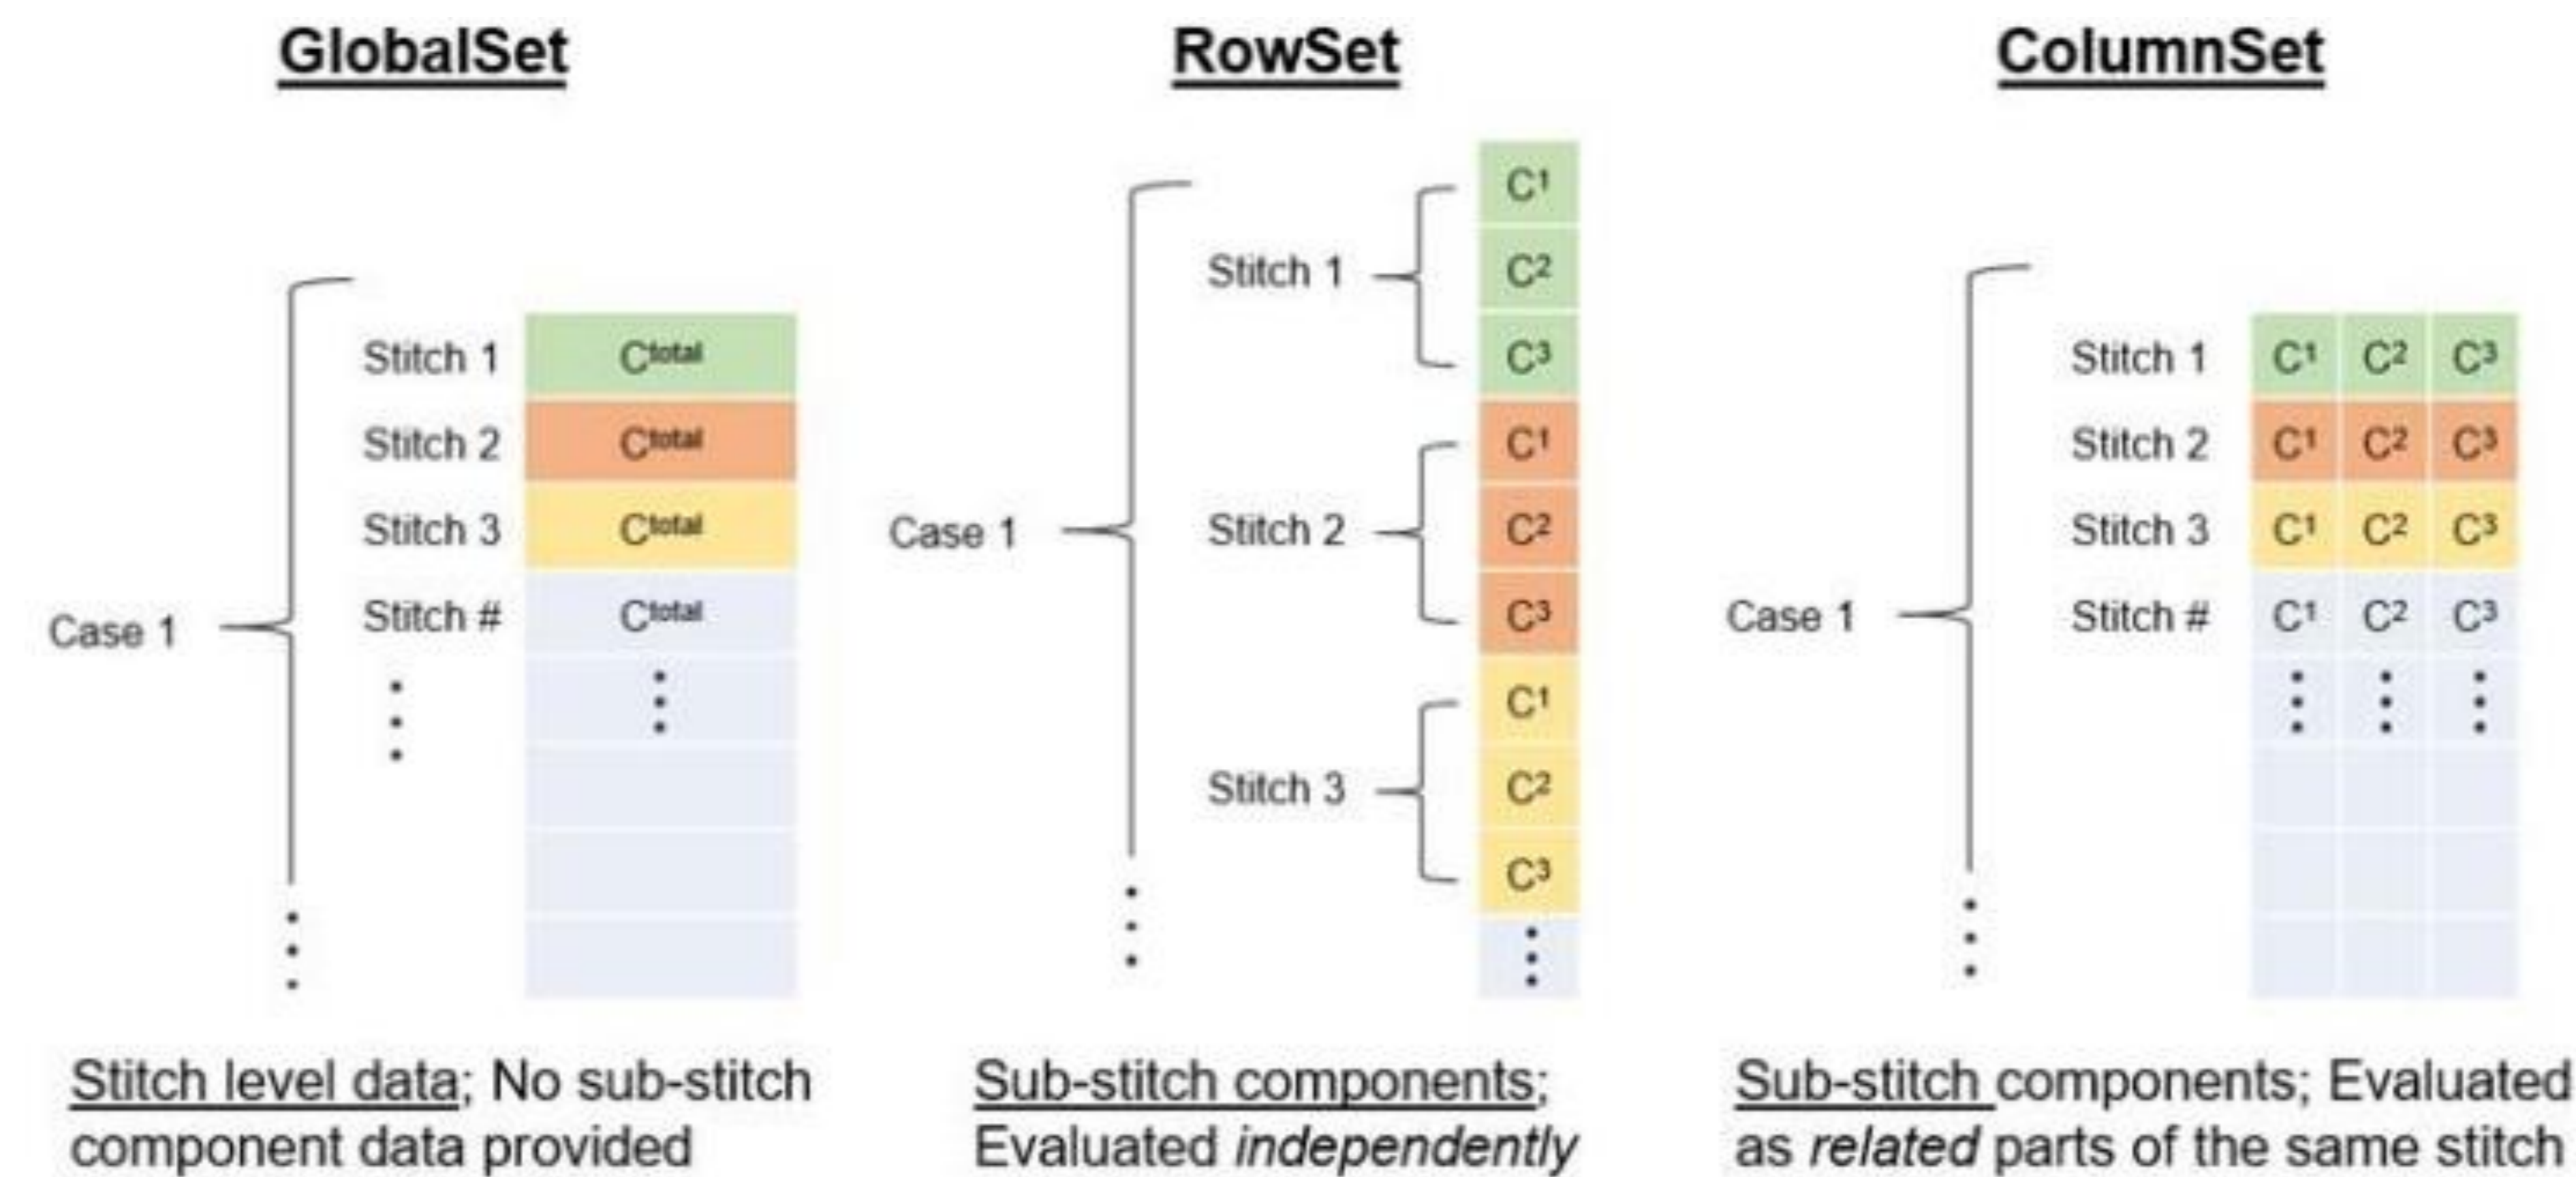 GlobalSet
Case 1
Stitch 1 Ctotal
Stitch 2 Ctotal
Stitch 3 Ctotal
Stitch # Ctotal
Stitch level data; No sub-stitch
component data provided
RowSet
Case 1
Stitch 1
C1
C2
C3
Stitch 2
C1
C2
C3
Stitch 3
C1
C2
C3
Sub-stitch components;
Evaluated independently
ColumnSet
Case 1
Stitch 1 C1 C2 C3
Stitch 2 C1 C2 C3
Stitch 3 C1 C2 C3
Stitch # C1 C2 C3
Sub-stitch components; Evaluated
as related parts of the same stitch